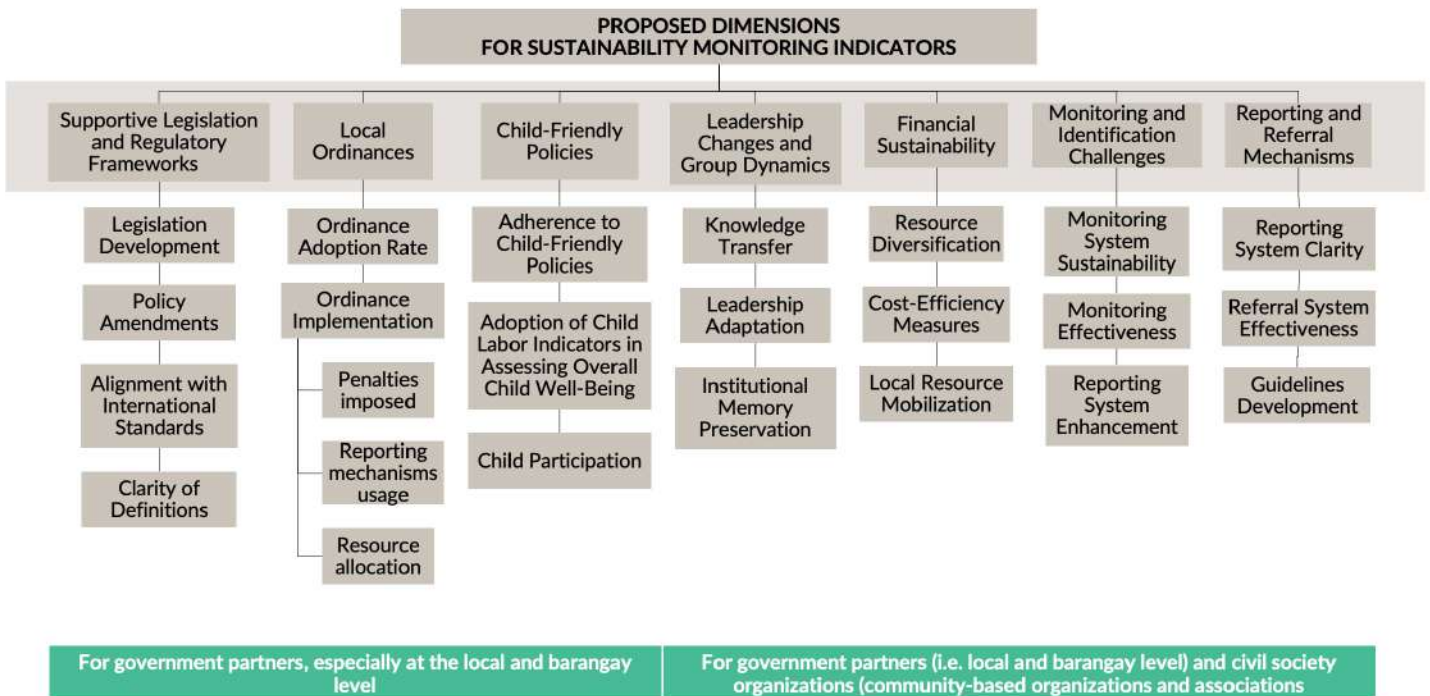 PROPOSED DIMENSIONS
FOR SUSTAINABILITY MONITORING INDICATORS
Supportive Legislation
and Regulatory
Frameworks
Legislation
Development
Policy
Amendments
Alignment with
International
Standards
Clarity of
Definitions
Local
Ordinances
Ordinance
Adoption Rate
Ordinance
Implementation
Penalties
imposed
Reporting
mechanisms
usage
Resource
allocation
Child-Friendly
Policies
Adherence to
Child-Friendly
Policies
Adoption of Child
Labor Indicators in
Assessing Overall
Child Well-Being
Child Participation
Leadership
Changes and
Group Dynamics
Knowledge
Transfer
Leadership
Adaptation
Institutional
Memory
Preservation
Financial
Sustainability
Resource
Diversification
Cost-Efficiency
Measures
Local Resource
Mobilization
Monitoring and
Identification
Challenges
Monitoring
System
Sustainability
Monitoring
Effectiveness
Reporting
System
Enhancement
Reporting and
Referral
Mechanisms
Reporting
System Clarity
Referral System
Effectiveness
Guidelines
Development
For government partners, especially at the local and barangay
level
For government partners (i.e. local and barangay level) and civil society
organizations (community-based organizations and associations